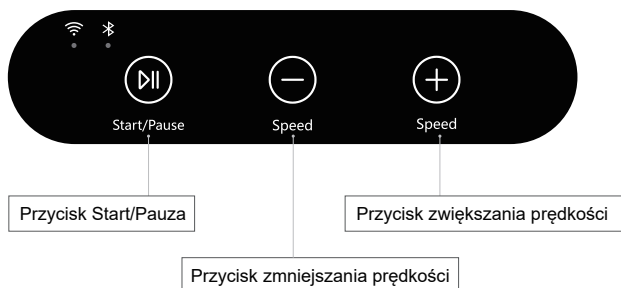 Start/Pause
Speed
Speed
Przycisk Start/Pauza
Przycisk zwiększania prędkości
Przycisk zmniejszania prędkości